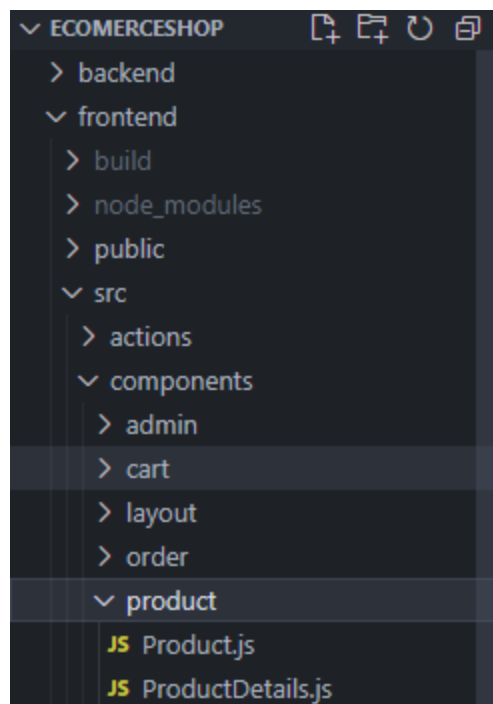 ECOMERCESHOP
backend
frontend
build
node_modules
public
src
actions
components
admin
cart
layout
order
product
JS Product.js
JS ProductDetails.js